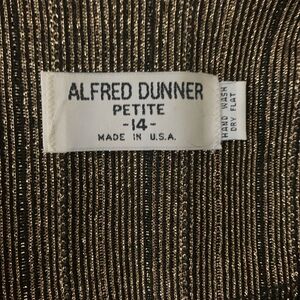 ALFRED DUNNER
PETITE
-14-
MADE IN U.S.A.
HAND WASH
DRY FLAT